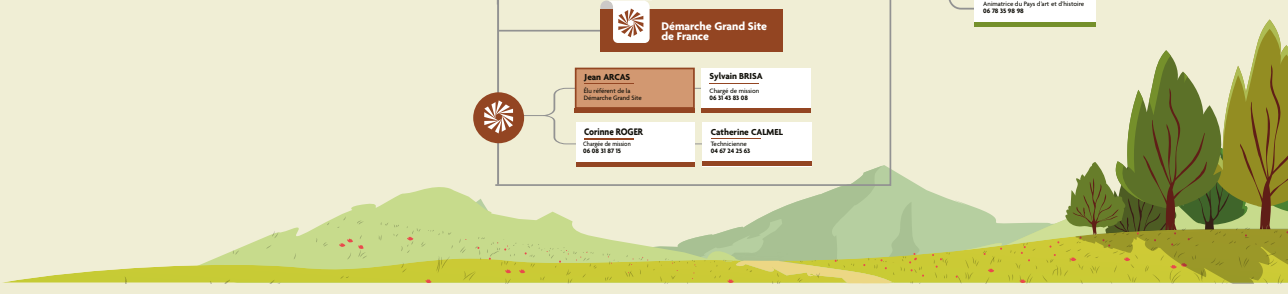 Animatrice du Pays d'art et d'histoire
06 78 35 98 98
Démarche Grand Site
de France
Jean ARCAS
Élu référent de la
Démarche Grand Site
Sylvain BRISA
Chargé de mission
06 31 43 83 08
Corinne ROGER
Chargée de mission
06 08 31 87 15
Catherine CALMEL
Technicienne
04 67 24 25 63